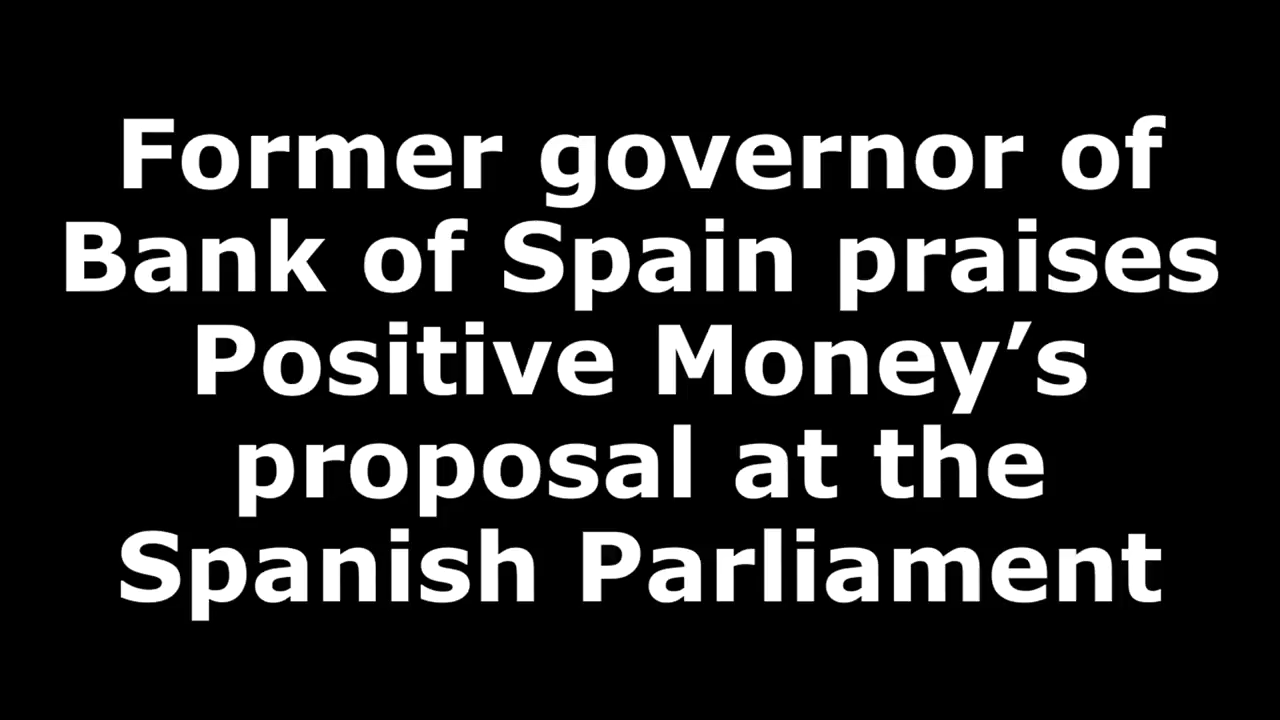 Former governor of
Bank of Spain praises
Positive Money’s
proposal at the
Spanish Parliament